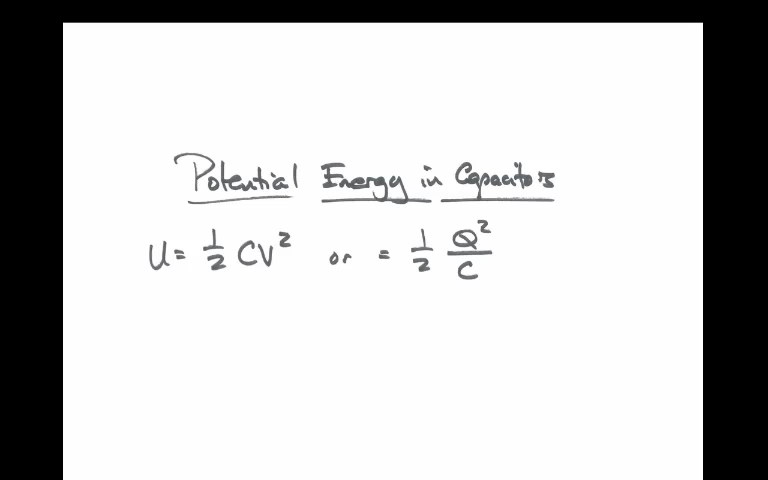 Potential Energy in Capacitors
U = 1/2 CV² or = 1/2 Q²/C